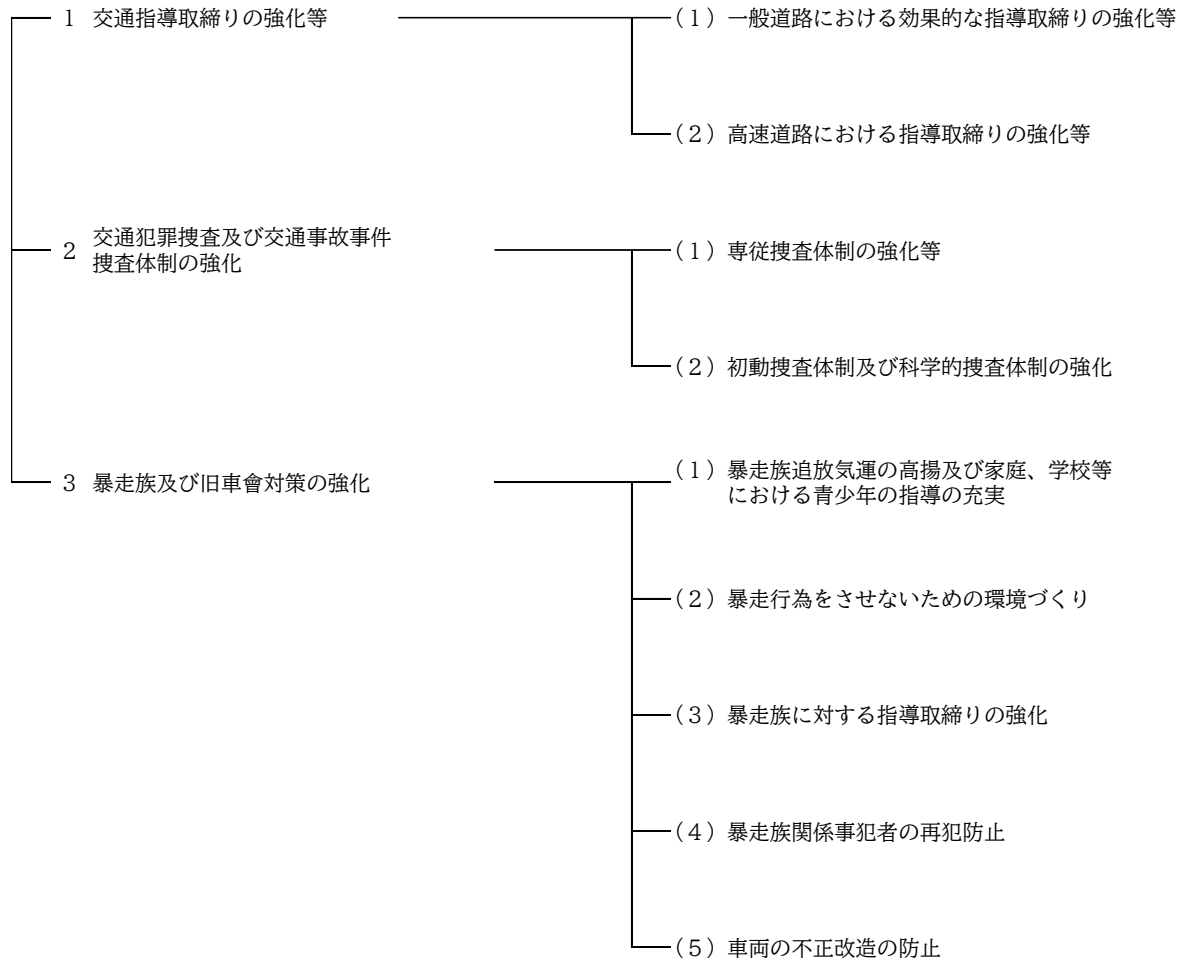 1 交通指導取締りの強化等
(1)一般道路における効果的な指導取締りの強化等
(2)高速道路における指導取締りの強化等
2 交通犯罪捜査及び交通事故事件
捜査体制の強化
(1)専従捜査体制の強化等
(2)初動捜査体制及び科学的捜査体制の強化
3 暴走族及び旧車會対策の強化
(1)暴走族追放気運の高揚及び家庭、学校等
における青少年の指導の充実
(2)暴走行為をさせないための環境づくり
(3)暴走族に対する指導取締りの強化
(4)暴走族関係事犯者の再犯防止
(5)車両の不正改造の防止